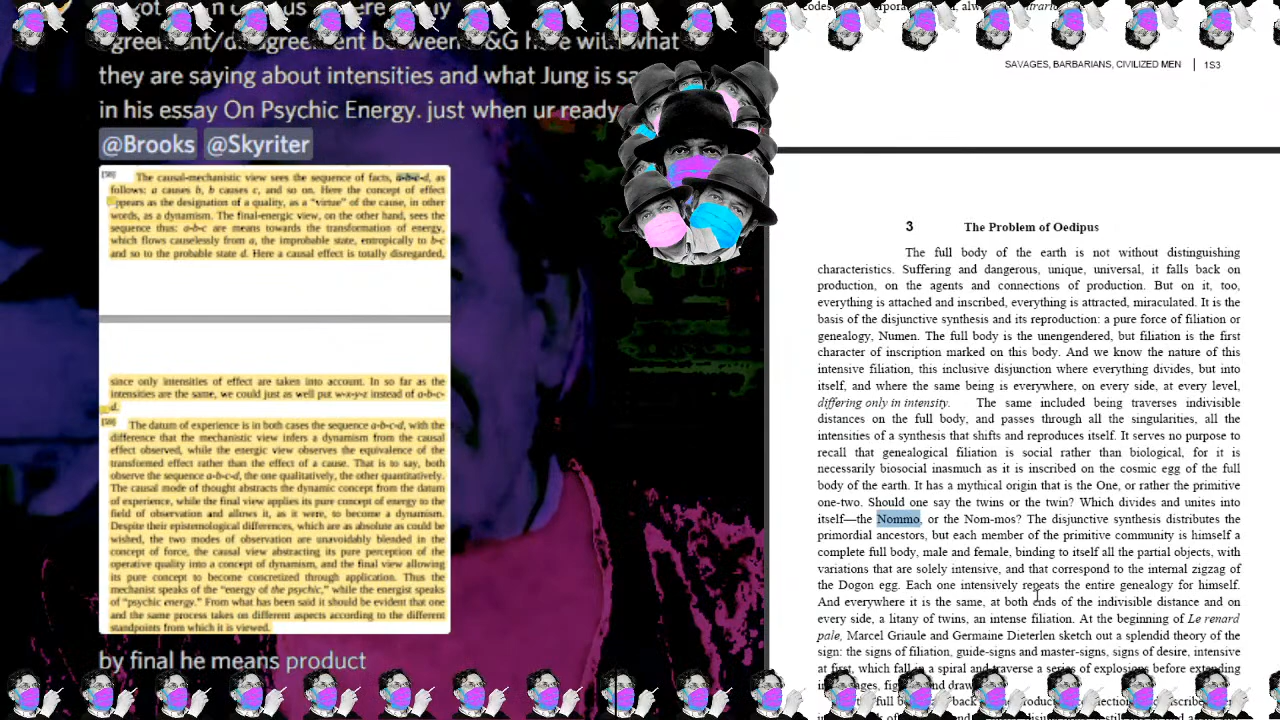 agreement/disagreement between D&G have with what
they are saying about intensities and what Jung is sa
in his essay On Psychic Energy. just when ur ready
@Brooks @Skyriter
The causal-mechanistic view sees the sequence of facts, a-b-c-d, as
follows: a causes b, b causes c, and so on. Here the concept of effect
appears as the designation of a quality, as a “virtue” of the cause, in other
words, as a dynamism. The final-energic view, on the other hand, sees the
sequence thus: a-b-c are means towards the transformation of energy,
which flows causelessly from a, the improbable state, entropically to b-c
and so to the probable state d. Here a causal effect is totally disregarded,
since only intensities of effect are taken into account. In so far as the
intensities are the same, we could just as well put w-x-y-z instead of a-b-c-
d.
[59] The datum of experience is in both cases the sequence a-b-c-d, with the
difference that the mechanistic view infers a dynamism from the causal
effect observed, while the energic view observes the equivalence of the
transformed effect rather than the effect of a cause. That is to say, both
observe the sequence a-b-c-d, the one qualitatively, the other quantitatively.
The causal mode of thought abstracts the dynamic concept from the datum
of experience, while the final view applies its pure concept of energy to the
field of observation and allows it, as it were, to become a dynamism.
Despite their epistemological differences, which are as absolute as could be
wished, the two modes of observation are unavoidably blended in the
concept of force, the causal view abstracting its pure perception of the
operative quality into a concept of dynamism, and the final view allowing
its pure concept to become concretized through application. Thus the
mechanist speaks of the “energy of the psychic,” while the energist speaks
of “psychic energy.” From what has been said it should be evident that one
and the same process takes on different aspects according to the different
standpoints from which it is viewed.
by final he means product
SAVAGES, BARBARIANS, CIVILIZED MEN | 1S3
3 The Problem of Oedipus
The full body of the earth is not without distinguishing
characteristics. Suffering and dangerous, unique, universal, it falls back on
production, on the agents and connections of production. But on it, too,
everything is attached and inscribed, everything is attracted, miraculated. It is the
basis of the disjunctive synthesis and its reproduction: a pure force of filiation or
genealogy, Numen. The full body is the unengendered, but filiation is the first
character of inscription marked on this body. And we know the nature of this
intensive filiation, this inclusive disjunction where everything divides, but into
itself, and where the same being is everywhere, on every side, at every level,
differing only in intensity. The same included being traverses indivisible
distances on the full body, and passes through all the singularities, all the
intensities of a synthesis that shifts and reproduces itself. It serves no purpose to
recall that genealogical filiation is social rather than biological, for it is
necessarily biosocial inasmuch as it is inscribed on the cosmic egg of the full
body of the earth. It has a mythical origin that is the One, or rather the primitive
one-two. Should one say the twins or the twin? Which divides and unites into
itself—the Nommo, or the Nom-mos? The disjunctive synthesis distributes the
primordial ancestors, but each member of the primitive community is himself a
complete full body, male and female, binding to itself all the partial objects, with
variations that are solely intensive, and that correspond to the internal zigzag of
the Dogon egg. Each one intensively repeats the entire genealogy for himself.
And everywhere it is the same, at both ends of the indivisible distance and on
every side, a litany of twins, an intense filiation. At the beginning of Le renard
pale, Marcel Griaule and Germaine Dieterlen sketch out a splendid theory of the
sign: the signs of filiation, guide-signs and master-signs, signs of desire, intensive
at first, which fall in a spiral and traverse a series of explosions before extending